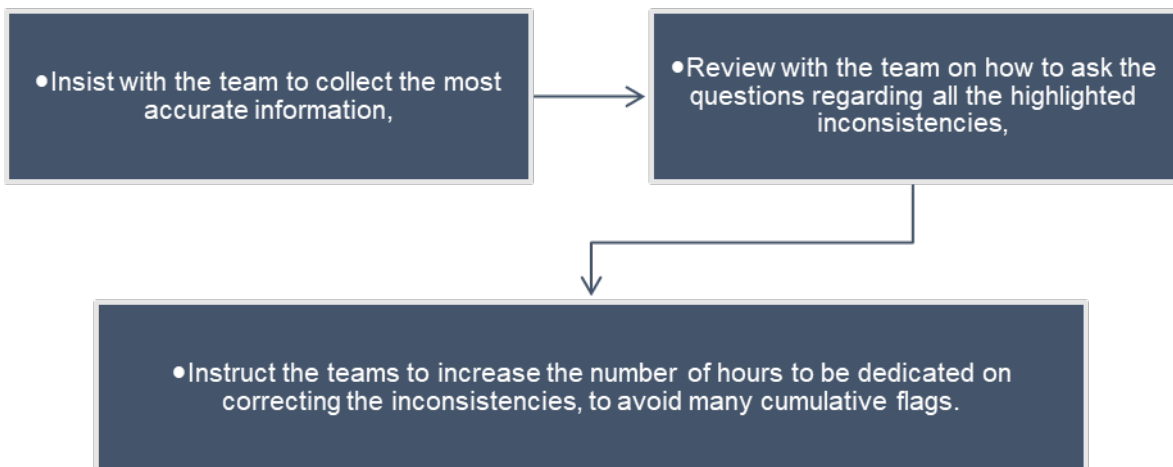 ●Insist with the team to collect the most
accurate information,
●Review with the team on how to ask the
questions regarding all the highlighted
inconsistencies,
●Instruct the teams to increase the number of hours to be dedicated on
correcting the inconsistencies, to avoid many cumulative flags.